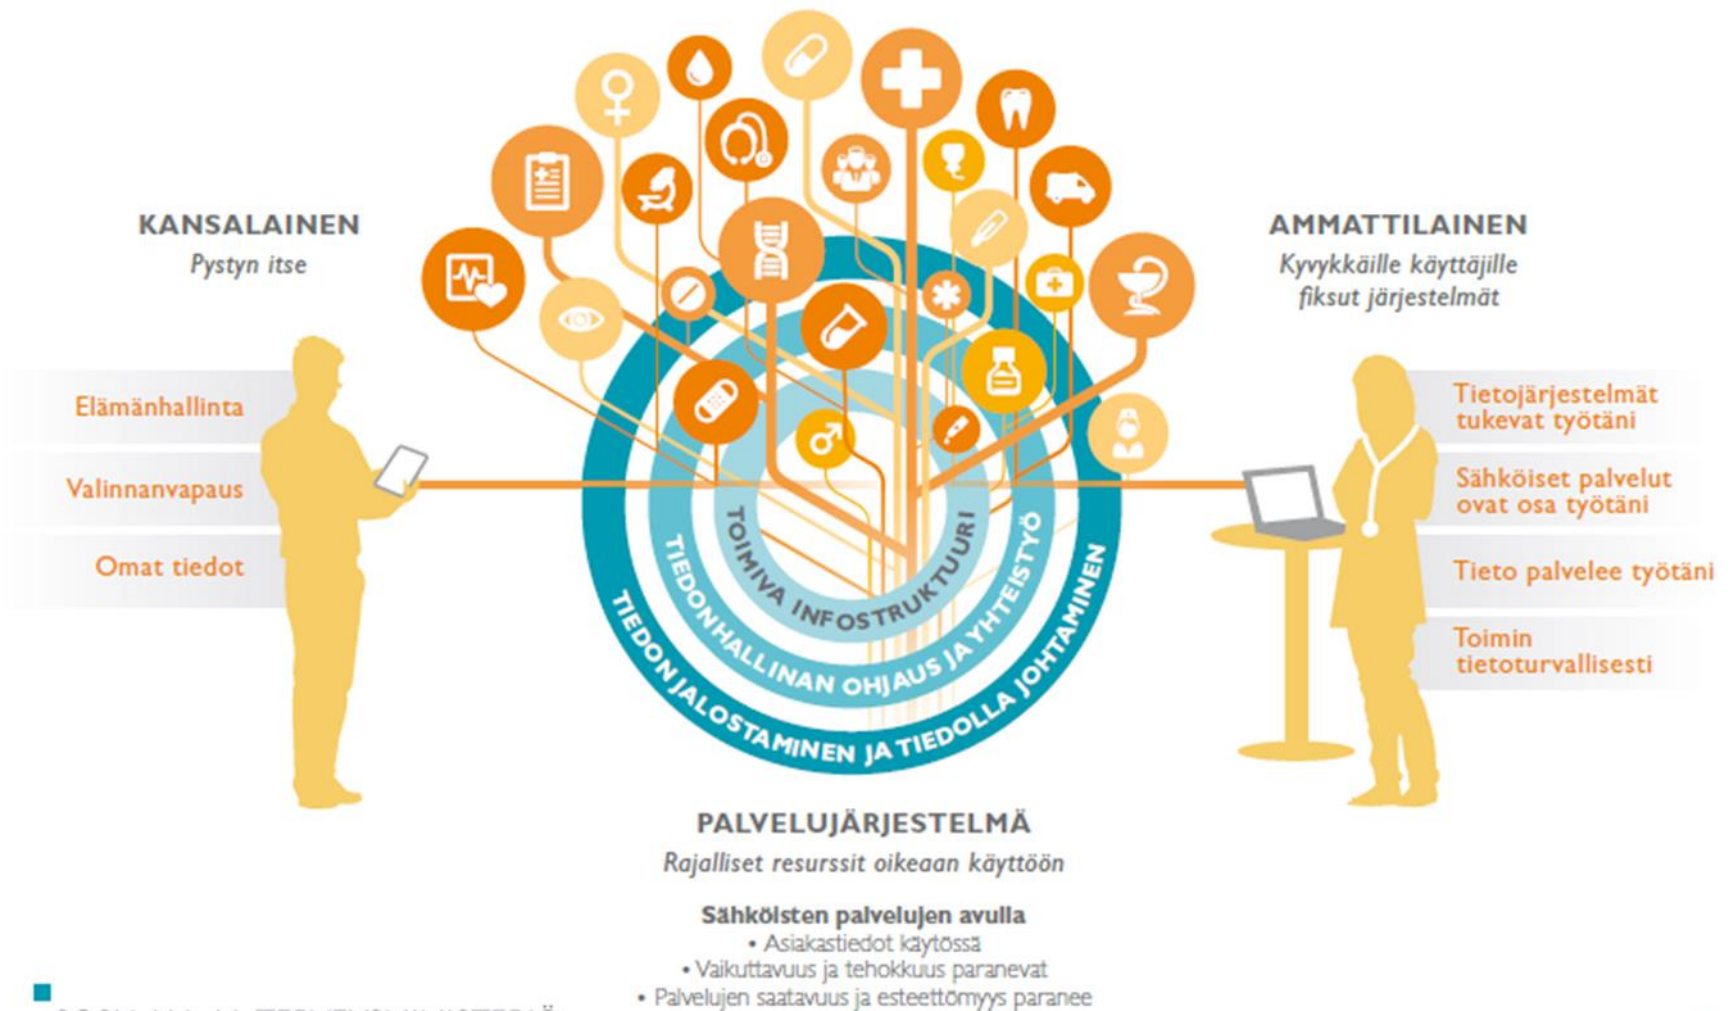 KANSALAINEN
Pystyn itse
Elämänhallinta
Valinnanvapaus
Omat tiedot
AMMATTILAINEN
Kyvykkäille käyttäjille
fiksut järjestelmät
Tietojärjestelmät
tukevat työtäni
Sähköiset palvelut
ovat osa työtäni
Tieto palvelee työtäni
Toimin
tietoturvallisesti
TOIMIVA INFOSTRUKTUURI
TIEDONHALLINAN OHJAUS JA YHTEISTYÖ
TIEDON JALOSTAMINEN JA TIEDOLLA JOHTAMINEN
PALVELUJÄRJESTELMÄ
Rajalliset resurssit oikeaan käyttöön
Sähköisten palvelujen avulla
• Asiakastiedot käytössä
• Vaikuttavuus ja tehokkuus paranevat
• Palvelujen saatavuus ja esteettömyys paranee